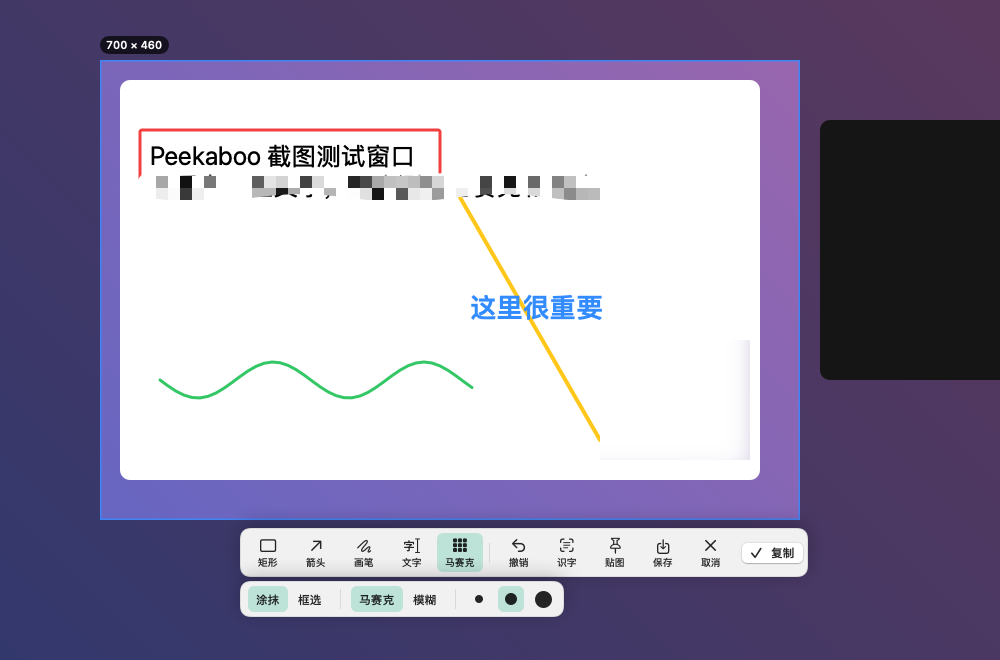 700 × 460
Peekaboo 截图测试窗口
这里很重要
矩形 箭头 画笔 文字 马赛克 撤销 识字 贴图 保存 取消 复制
涂抹 框选 马赛克 模糊